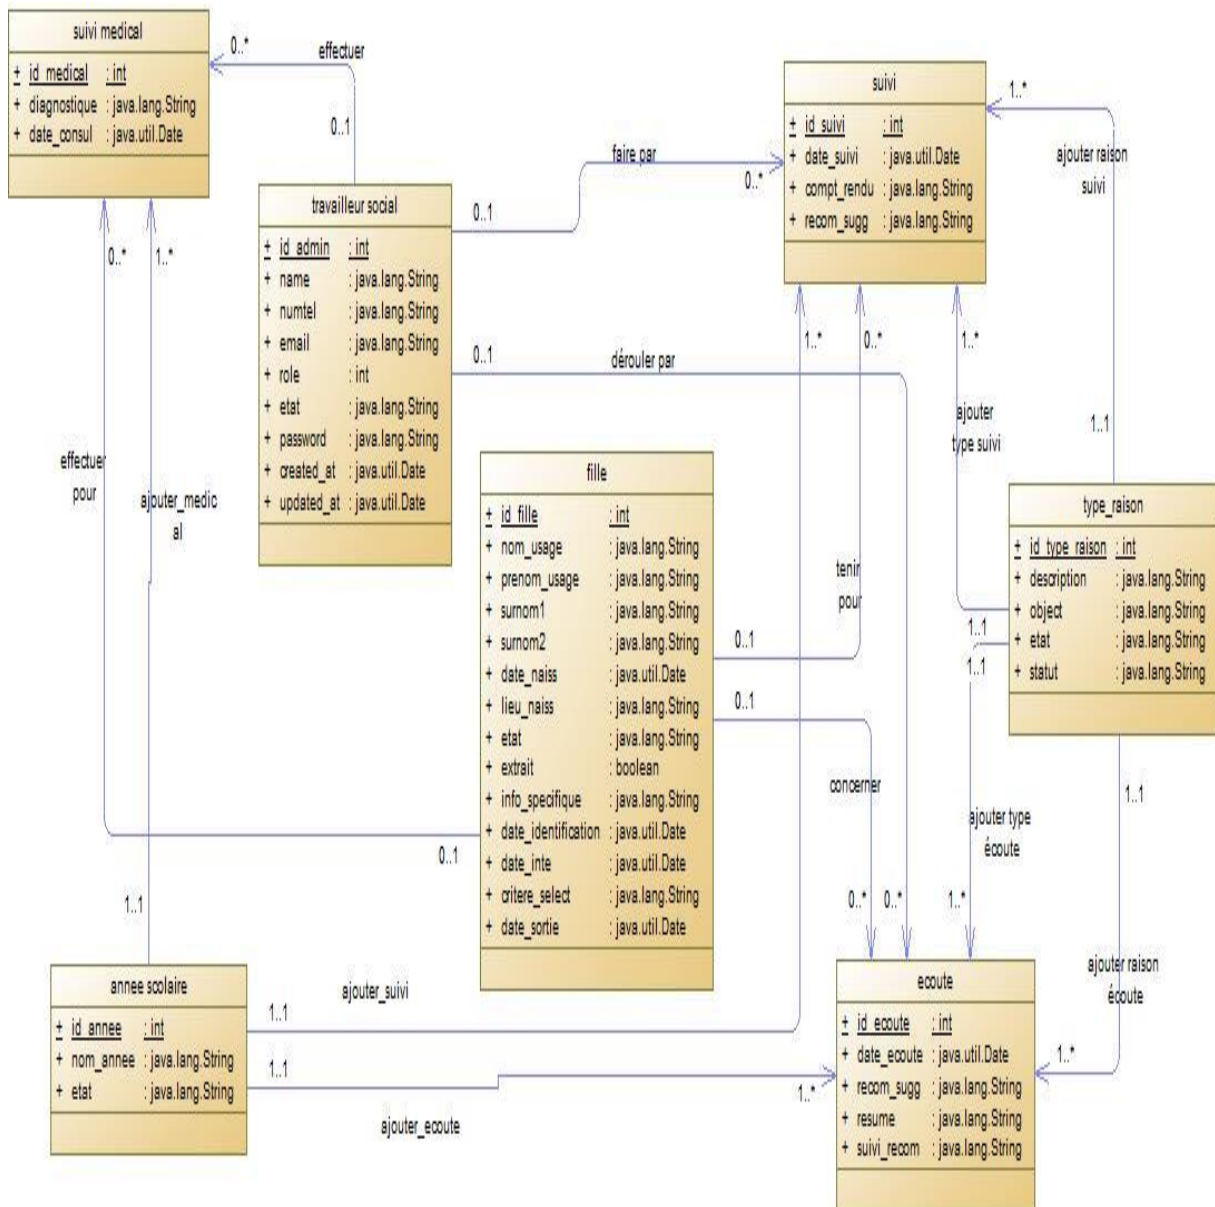 suivi medical
+ id_medical : int
+ diagnostique : java.lang.String
+ date_consul : java.util.Date
0..*
effectuer
0..1
suivi
+ id_suivi : int
+ date_suivi : java.util.Date
+ compt_rendu : java.lang.String
+ recom_sugg : java.lang.String
1..*
ajouter raison
suivi
faire par
0..*
0..1
travailleur social
+ id_admin : int
+ name : java.lang.String
+ numtel : java.lang.String
+ email : java.lang.String
+ role : int
+ etat : java.lang.String
+ password : java.lang.String
+ created_at : java.util.Date
+ updated_at : java.util.Date
0..*
1..*
0..1
dérouler par
1..*
0..*
1..*
ajouter
type suivi
1..1
effectuer
pour
ajouter_medic
al
fille
+ id_fille : int
+ nom_usage : java.lang.String
+ prenom_usage : java.lang.String
+ surnom1 : java.lang.String
+ surnom2 : java.lang.String
+ date_naiss : java.util.Date
+ lieu_naiss : java.lang.String
+ etat : java.lang.String
+ extrait : boolean
+ info_specifique : java.lang.String
+ date_identification : java.util.Date
+ date_inte : java.util.Date
+ critere_select : java.lang.String
+ date_sortie : java.util.Date
type_raison
+ id_type_raison : int
+ description : java.lang.String
+ object : java.lang.String
+ etat : java.lang.String
+ statut : java.lang.String
tenir
pour
0..1
1..1
1..1
0..1
concerner
1..1
ajouter type
écoute
0..1
1..1
0..*
0..*
1..*
annee scolaire
+ id_annee : int
+ nom_annee : java.lang.String
+ etat : java.lang.String
ajouter_suivi
1..1
1..1
ajouter_ecoute
1..*
ecoute
+ id_ecoute : int
+ date_ecoute : java.util.Date
+ recom_sugg : java.lang.String
+ resume : java.lang.String
+ suivi_recom : java.lang.String
ajouter raison
écoute
1..*